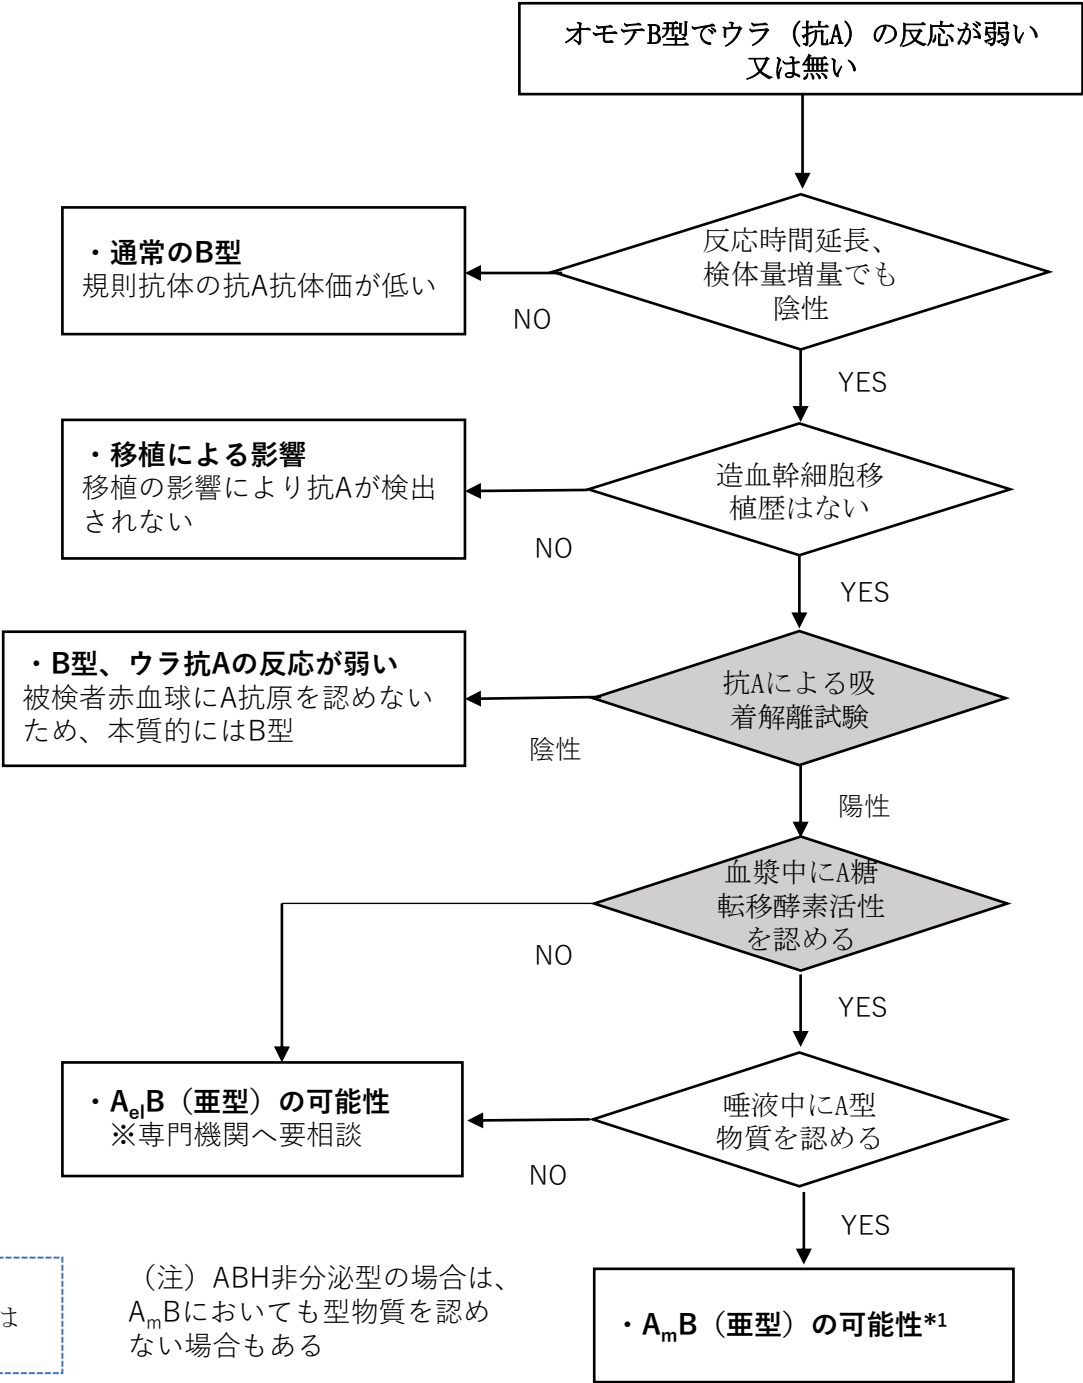 オモテB型でウラ（抗A）の反応が弱い
又は無い
反応時間延長、
検体量増量でも
陰性
NO
・通常のB型
規則抗体の抗A抗体価が低い
YES
造血幹細胞移
植歴はない
NO
・移植による影響
移植の影響により抗Aが検出
されない
YES
抗Aによる吸
着解離試験
陰性
・B型、ウラ抗Aの反応が弱い
被検者赤血球にA抗原を認めない
ため、本質的にはB型
陽性
血漿中にA糖
転移酵素活性
を認める
NO
YES
唾液中にA型
物質を認める
NO
・AelB（亜型）の可能性
※専門機関へ要相談
YES
・AmB（亜型）の可能性*1
（注）ABH非分泌型の場合は、
AmBにおいても型物質を認め
ない場合もある
は